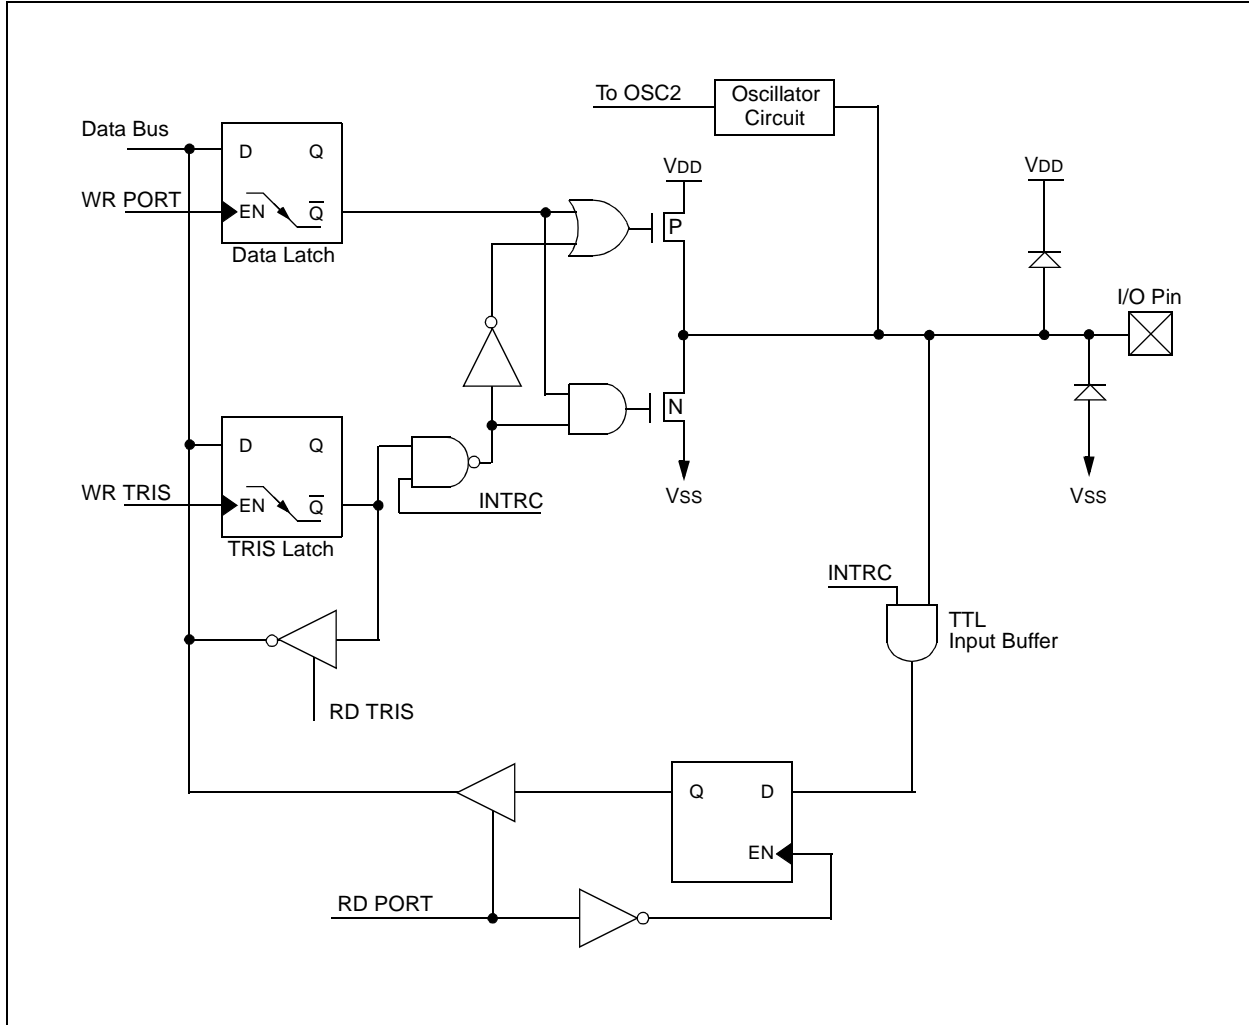 To OSC2
Oscillator
Circuit
Data Bus
D
Q
WR PORT
EN
Q̅
Data Latch
VDD
P
VDD
I/O Pin
D
Q
WR TRIS
EN
Q̅
TRIS Latch
INTRC
N
VSS
VSS
INTRC
TTL
Input Buffer
RD TRIS
Q
D
EN
RD PORT